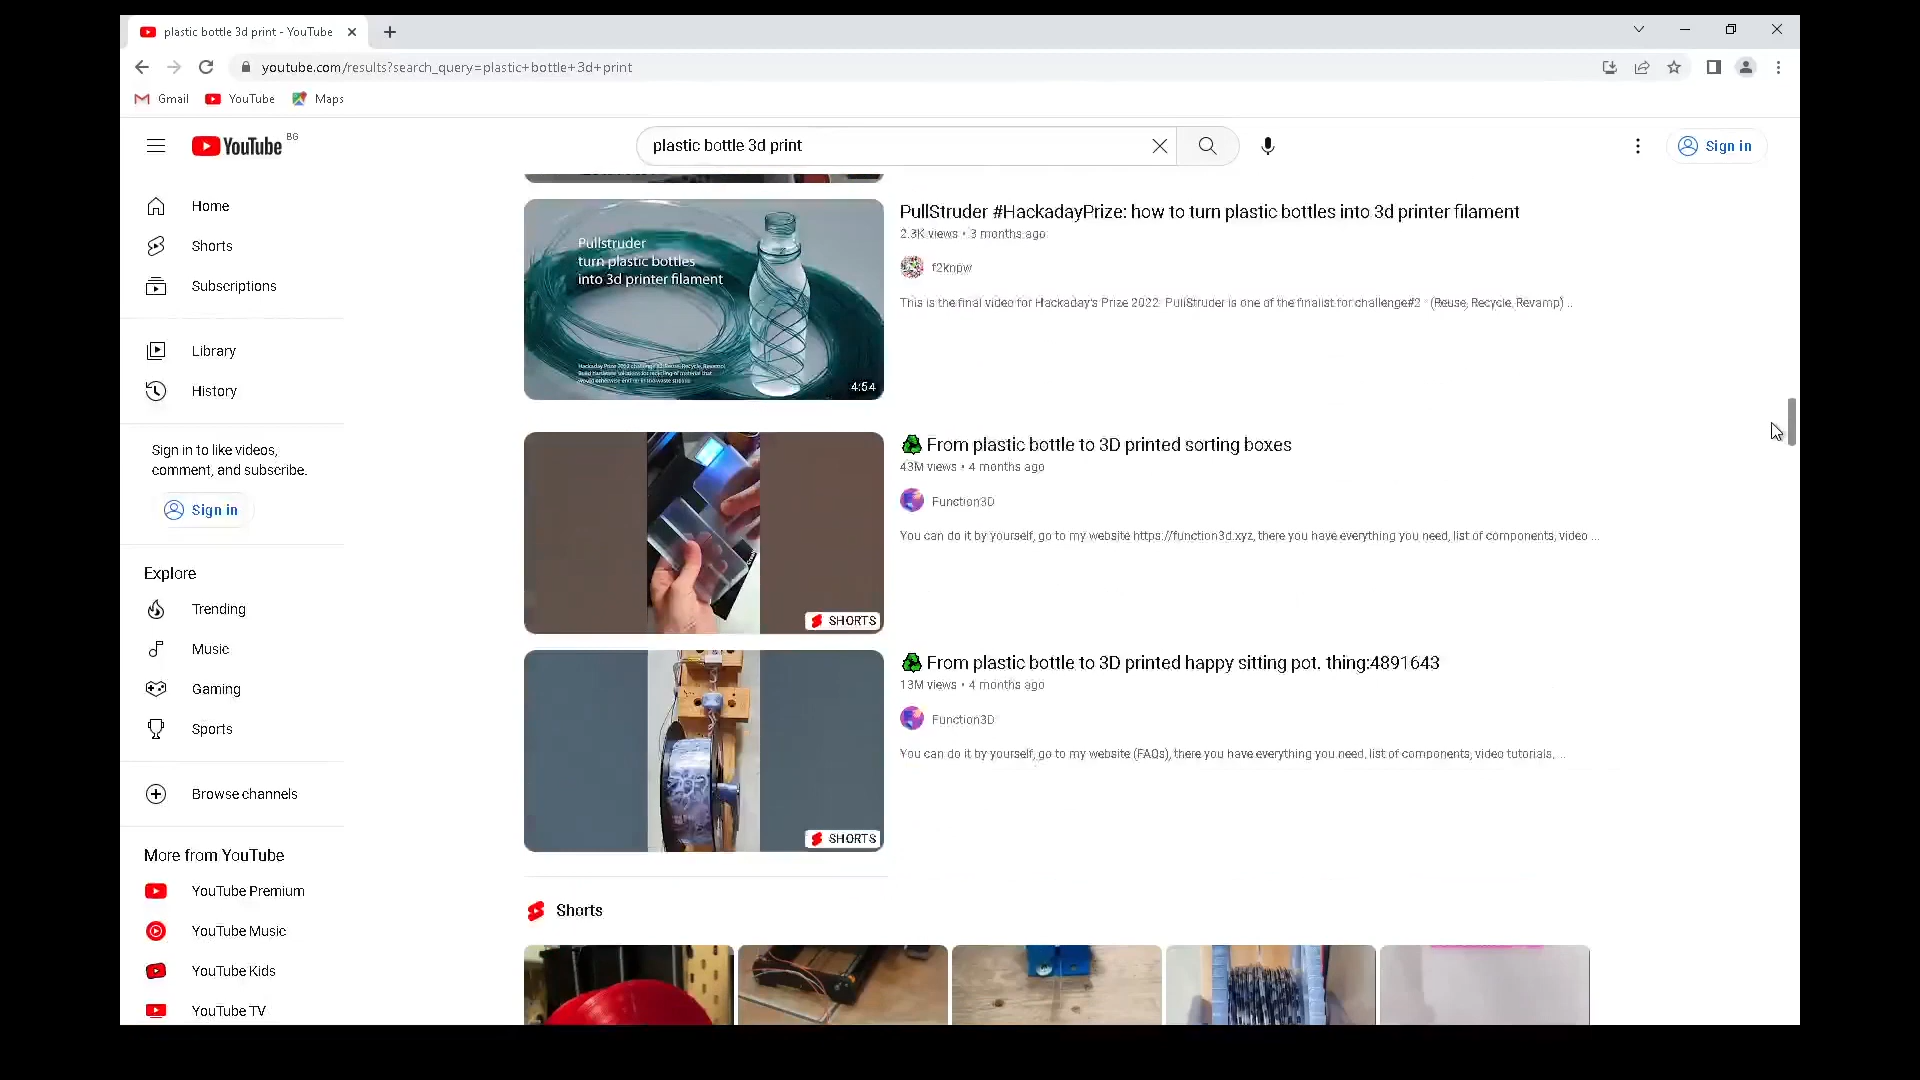 plastic bottle 3d print - YouTube
youtube.com/results?search_query=plastic+bottle+3d+print
Gmail YouTube Maps
YouTube BG
plastic bottle 3d print
Sign in
Home
Shorts
Subscriptions
Library
History
Sign in to like videos,
comment, and subscribe.
Sign in
Explore
Trending
Music
Gaming
Sports
Browse channels
More from YouTube
YouTube Premium
YouTube Music
YouTube Kids
YouTube TV
Pullstruder
turn plastic bottles
into 3d printer filament
4:54
PullStruder #HackadayPrize: how to turn plastic bottles into 3d printer filament
2.3K views • 3 months ago
f2knpw
This is the final video for Hackaday's Prize 2022. PullStruder is one of the finalist for challenge#2 : (Reuse, Recycle, Revamp) ...
SHORTS
♻ From plastic bottle to 3D printed sorting boxes
43M views • 4 months ago
Function3D
You can do it by yourself, go to my website https://function3d.xyz, there you have everything you need, list of components, video ...
SHORTS
♻ From plastic bottle to 3D printed happy sitting pot. thing:4891643
13M views • 4 months ago
Function3D
You can do it by yourself, go to my website (FAQs), there you have everything you need, list of components, video tutorials, ...
Shorts